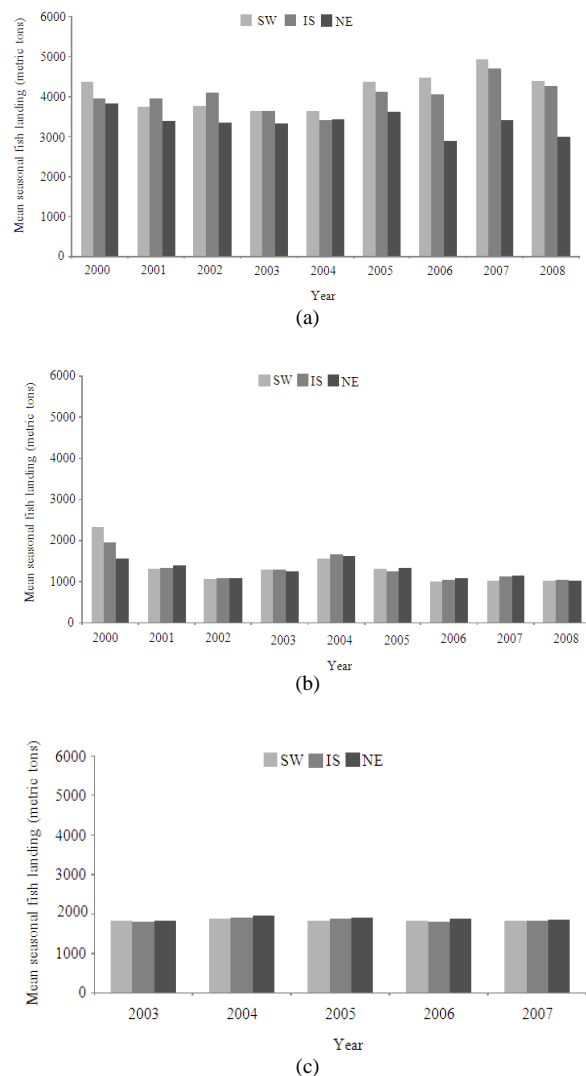 6000
5000
4000
3000
2000
1000
0
Mean seasonal fish landing (metric tons)
SW IS NE
2000 2001 2002 2003 2004 2005 2006 2007 2008
Year
(a)
6000
5000
4000
3000
2000
1000
0
Mean seasonal fish landing (metric tons)
SW IS NE
2000 2001 2002 2003 2004 2005 2006 2007 2008
Year
(b)
6000
5000
4000
3000
2000
1000
0
Mean seasonal fish landing (metric tons)
SW IS NE
2003 2004 2005 2006 2007
Year
(c)